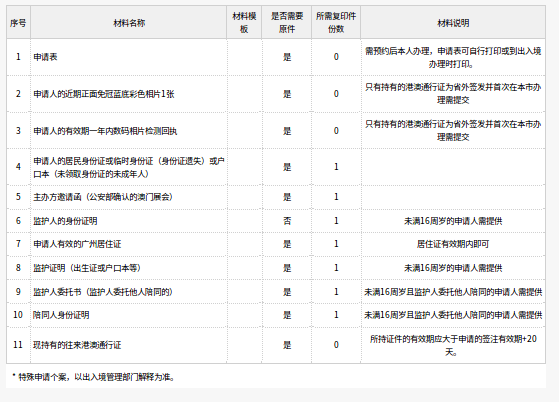 序号 材料名称 材料模板 是否需要原件 所需复印件份数 材料说明
1 申请表 是 0 需预约后本人办理，申请表可自行打印或到出入境办理时打印。
2 申请人的近期正面免冠蓝底彩色相片1张 是 0 只有持有的港澳通行证为省外签发并首次在本市办理需提交
3 申请人的有效期一年内数码相片检测回执 是 0 只有持有的港澳通行证为省外签发并首次在本市办理需提交
4 申请人的居民身份证或临时身份证（身份证遗失）或户口本（未领取身份证的未成年人） 是 1
5 主办方邀请函（公安部确认的澳门展会） 是 1
6 监护人的身份证明 否 1 未满16周岁的申请人需提供
7 申请人有效的广州居住证 是 1 居住证有效期内即可
8 监护证明（出生证或户口本等） 是 1 未满16周岁的申请人需提供
9 监护人委托书（监护人委托他人陪同的） 是 1 未满16周岁且监护人委托他人陪同的申请人需提供
10 陪同人身份证明 是 1 未满16周岁且监护人委托他人陪同的申请人需提供
11 现持有的往来港澳通行证 是 0 所持证件的有效期应大于申请的签注有效期+20天。
* 特殊申请个案，以出入境管理部门解释为准。